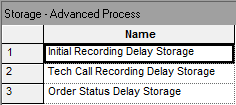 Storage - Advanced Process
Name
1 Initial Recording Delay Storage
2 Tech Call Recording Delay Storage
3 Order Status Delay Storage